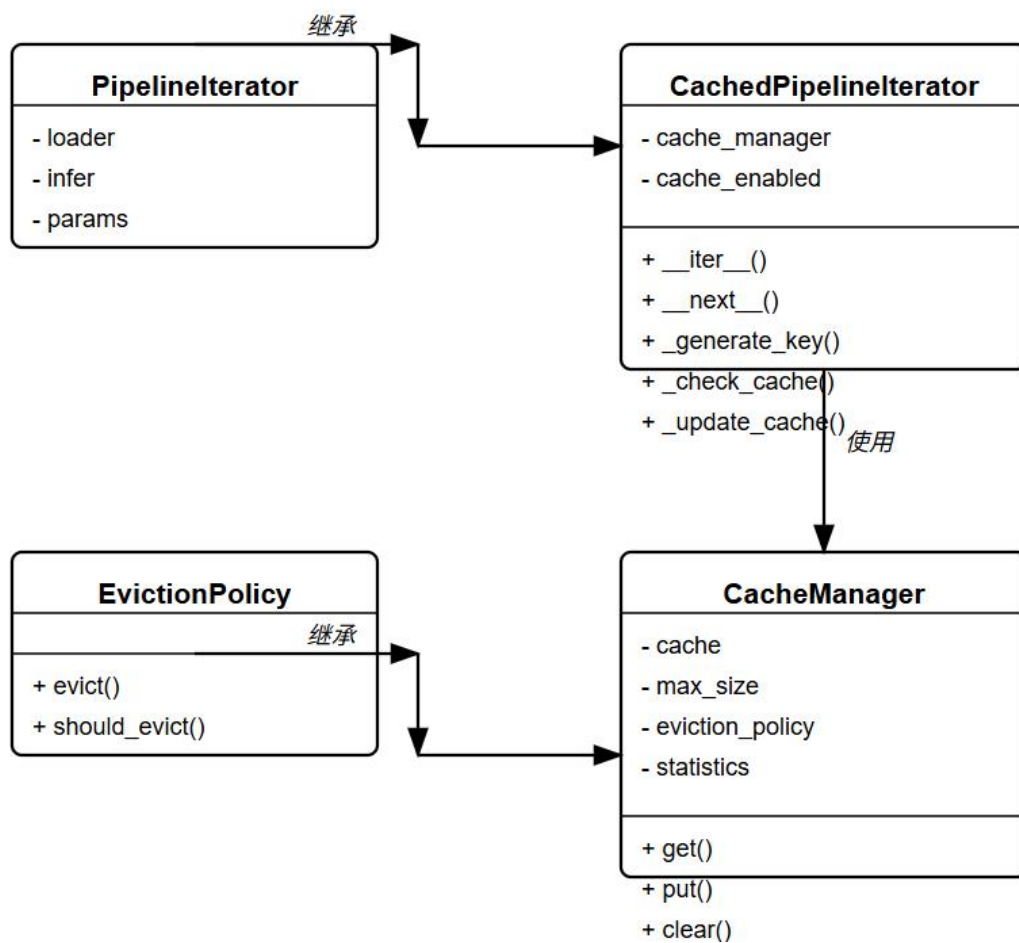 继承
PipelineIterator
- loader
- infer
- params
CachedPipelineIterator
- cache_manager
- cache_enabled
+ __iter__()
+ __next__()
+ _generate_key()
+ _check_cache()
+ _update_cache()
使用
EvictionPolicy
继承
+ evict()
+ should_evict()
CacheManager
- cache
- max_size
- eviction_policy
- statistics
+ get()
+ put()
+ clear()